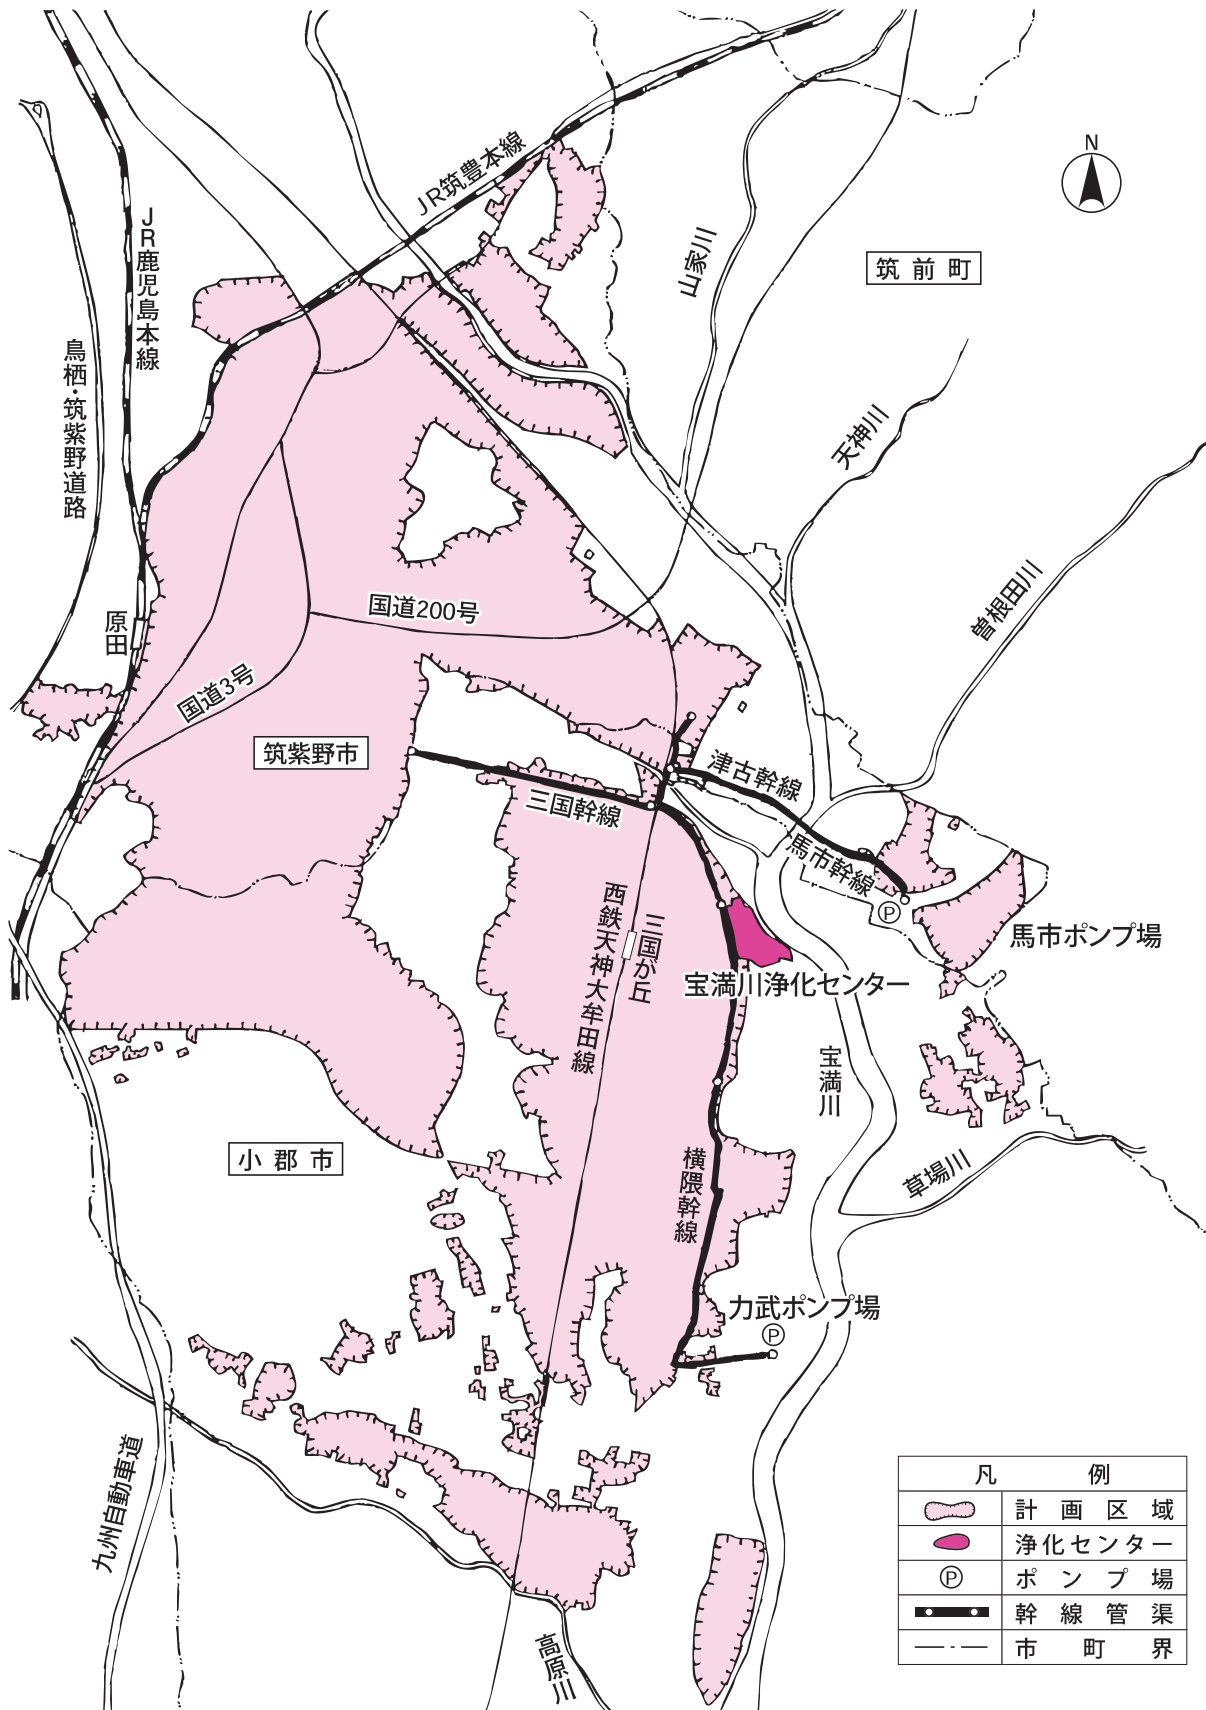 N
JR筑豊本線
JR鹿児島本線
鳥栖・筑紫野道路
山家川
筑前町
天神川
曽根田川
原田
国道200号
国道3号
筑紫野市
津古幹線
三国幹線
馬市幹線
P
馬市ポンプ場
西鉄天神大牟田線
三国が丘
宝満川浄化センター
宝満川
小郡市
横隈幹線
草場川
力武ポンプ場
P
九州自動車道
高原川
凡例
計画区域
浄化センター
P ポンプ場
幹線管渠
市町界